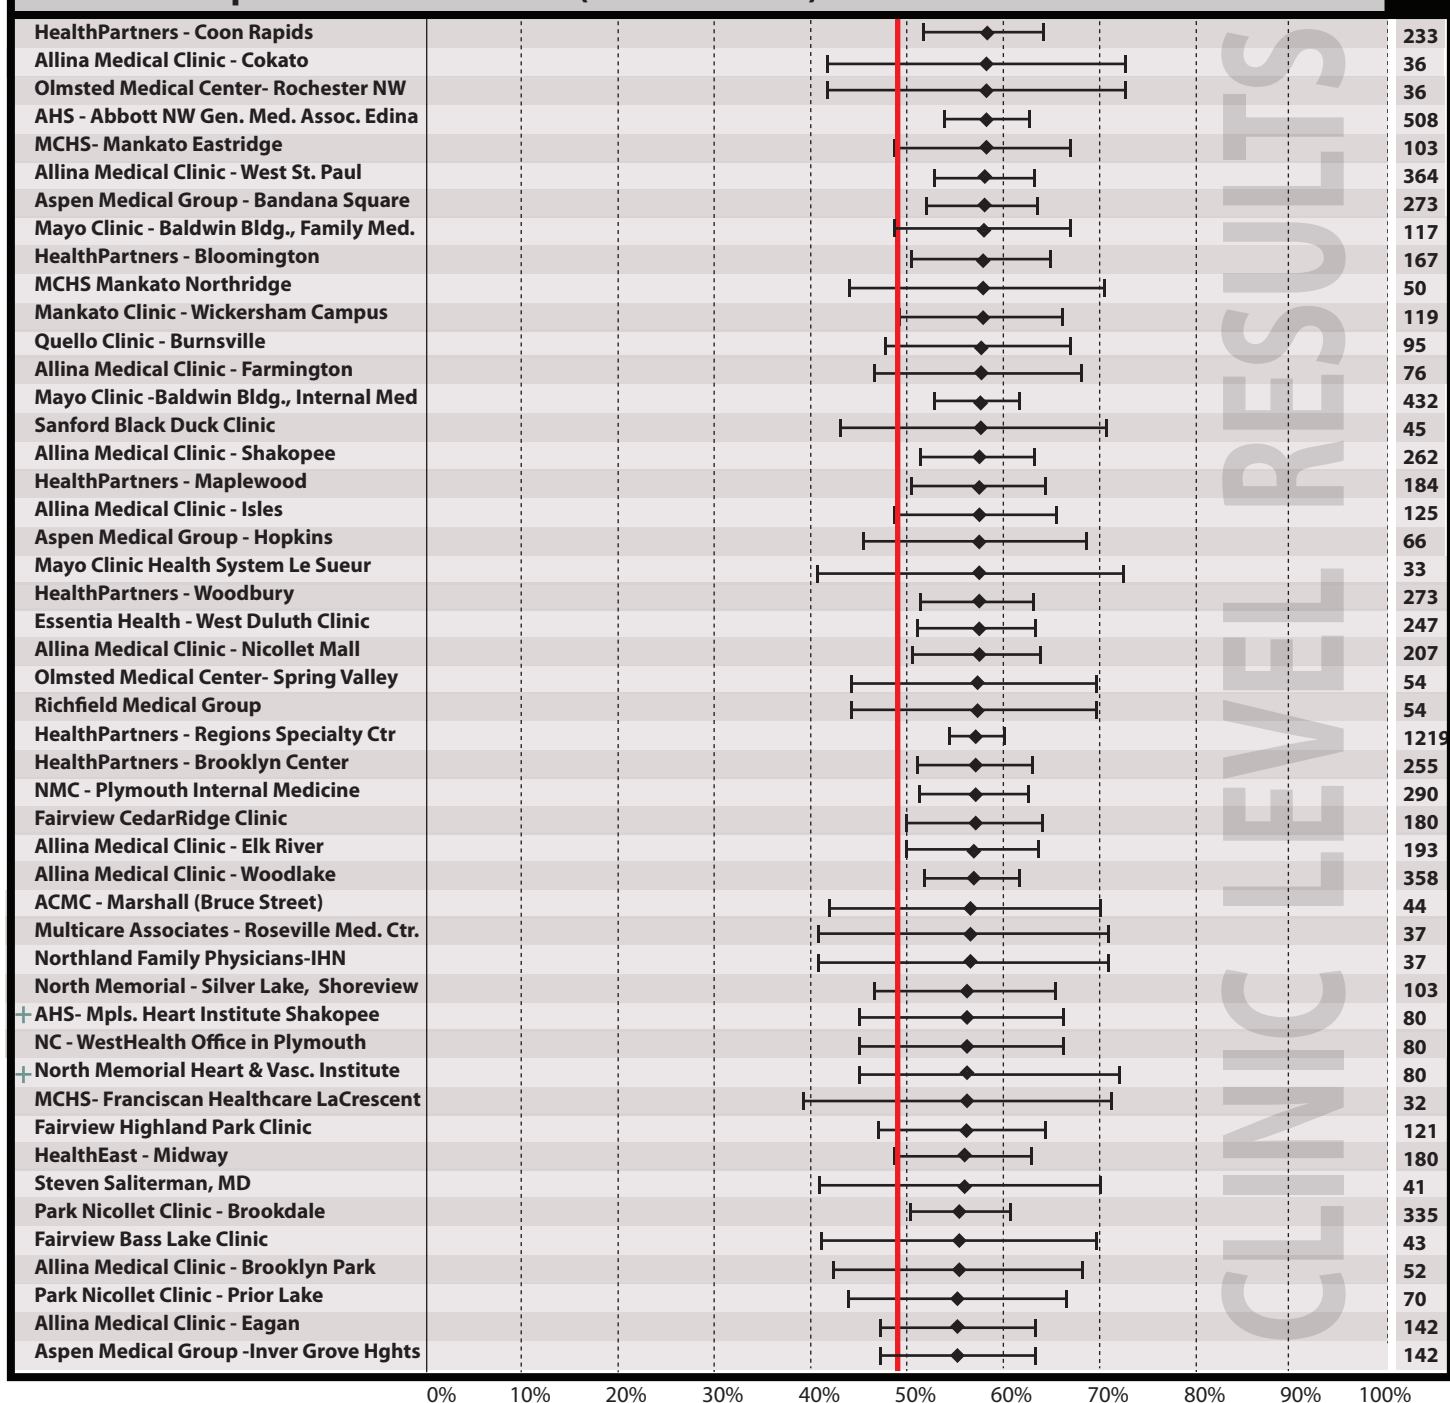 HealthPartners - Coon Rapids 233
Allina Medical Clinic - Cokato 36
Olmsted Medical Center- Rochester NW 36
AHS - Abbott NW Gen. Med. Assoc. Edina 508
MCHS- Mankato Eastridge 103
Allina Medical Clinic - West St. Paul 364
Aspen Medical Group - Bandana Square 273
Mayo Clinic - Baldwin Bldg., Family Med. 117
HealthPartners - Bloomington 167
MCHS Mankato Northridge 50
Mankato Clinic - Wickersham Campus 119
Quello Clinic - Burnsville 95
Allina Medical Clinic - Farmington 76
Mayo Clinic -Baldwin Bldg., Internal Med 432
Sanford Black Duck Clinic 45
Allina Medical Clinic - Shakopee 262
HealthPartners - Maplewood 184
Allina Medical Clinic - Isles 125
Aspen Medical Group - Hopkins 66
Mayo Clinic Health System Le Sueur 33
HealthPartners - Woodbury 273
Essentia Health - West Duluth Clinic 247
Allina Medical Clinic - Nicollet Mall 207
Olmsted Medical Center- Spring Valley 54
Richfield Medical Group 54
HealthPartners - Regions Specialty Ctr 1219
HealthPartners - Brooklyn Center 255
NMC - Plymouth Internal Medicine 290
Fairview CedarRidge Clinic 180
Allina Medical Clinic - Elk River 193
Allina Medical Clinic - Woodlake 358
ACMC - Marshall (Bruce Street) 44
Multicare Associates - Roseville Med. Ctr. 37
Northland Family Physicians-IHN 37
North Memorial - Silver Lake, Shoreview 103
+ AHS- Mpls. Heart Institute Shakopee 80
NC - WestHealth Office in Plymouth 80
+ North Memorial Heart & Vasc. Institute 80
MCHS- Franciscan Healthcare LaCrescent 32
Fairview Highland Park Clinic 121
HealthEast - Midway 180
Steven Saliterman, MD 41
Park Nicollet Clinic - Brookdale 335
Fairview Bass Lake Clinic 43
Allina Medical Clinic - Brooklyn Park 52
Park Nicollet Clinic - Prior Lake 70
Allina Medical Clinic - Eagan 142
Aspen Medical Group -Inver Grove Hghts 142
0% 10% 20% 30% 40% 50% 60% 70% 80% 90% 100%
CLINIC LEVEL RESULTS